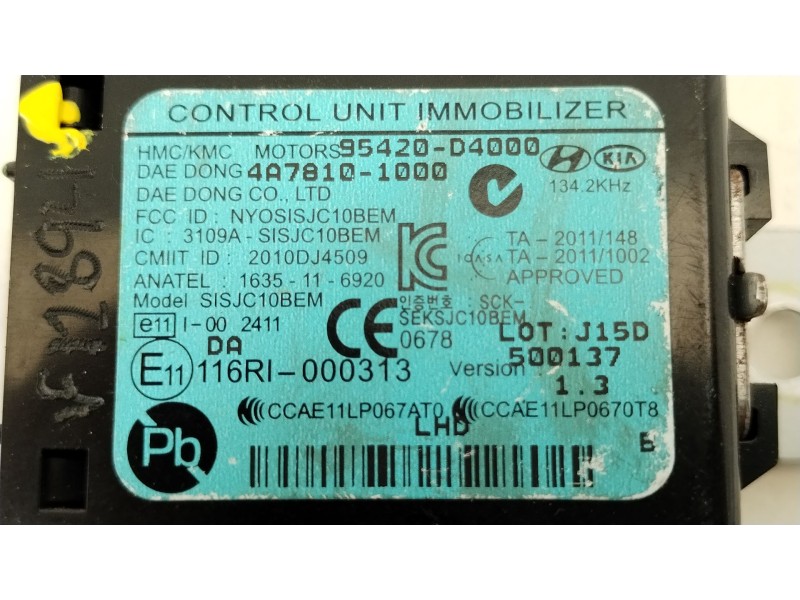 CONTROL UNIT IMMOBILIZER
HMC/KMC MOTORS 95420-D4000 KIA
DAE DONG 4A7810-1000
134.2KHz
DAE DONG CO., LTD
FCC ID : NYOSISJC10BEM
IC : 3109A - SISJC10BEM
CMIIT ID : 2010DJ4509
ANATEL : 1635 - 11 - 6920
Model SISJC10BEM
ICASA
TA - 2011/148
TA - 2011/1002
APPROVED
인증번호 : SCK-
SEKSJC10BEM
e11 I-00 2411
CE 0678
LOT:J15D
500137
DA
E11 116RI-000313
Version
1.3
CCAE11LP067AT0 CCAE11LP0670T8
LHD
B
Pb